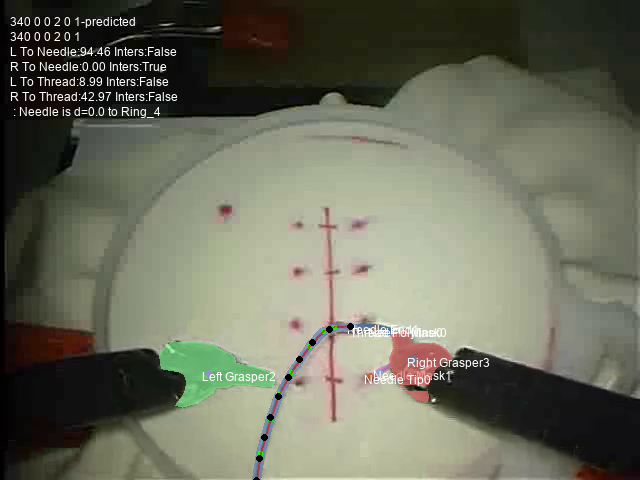 340 0 0 2 0 1-predicted
340 0 0 2 0 1
L To Needle:94.46 Inters:False
R To Needle:0.00 Inters:True
L To Thread:8.99 Inters:False
R To Thread:42.97 Inters:False
: Needle is d=0.0 to Ring_4
Right Grasper3
Left Grasper2
Needle Tip0